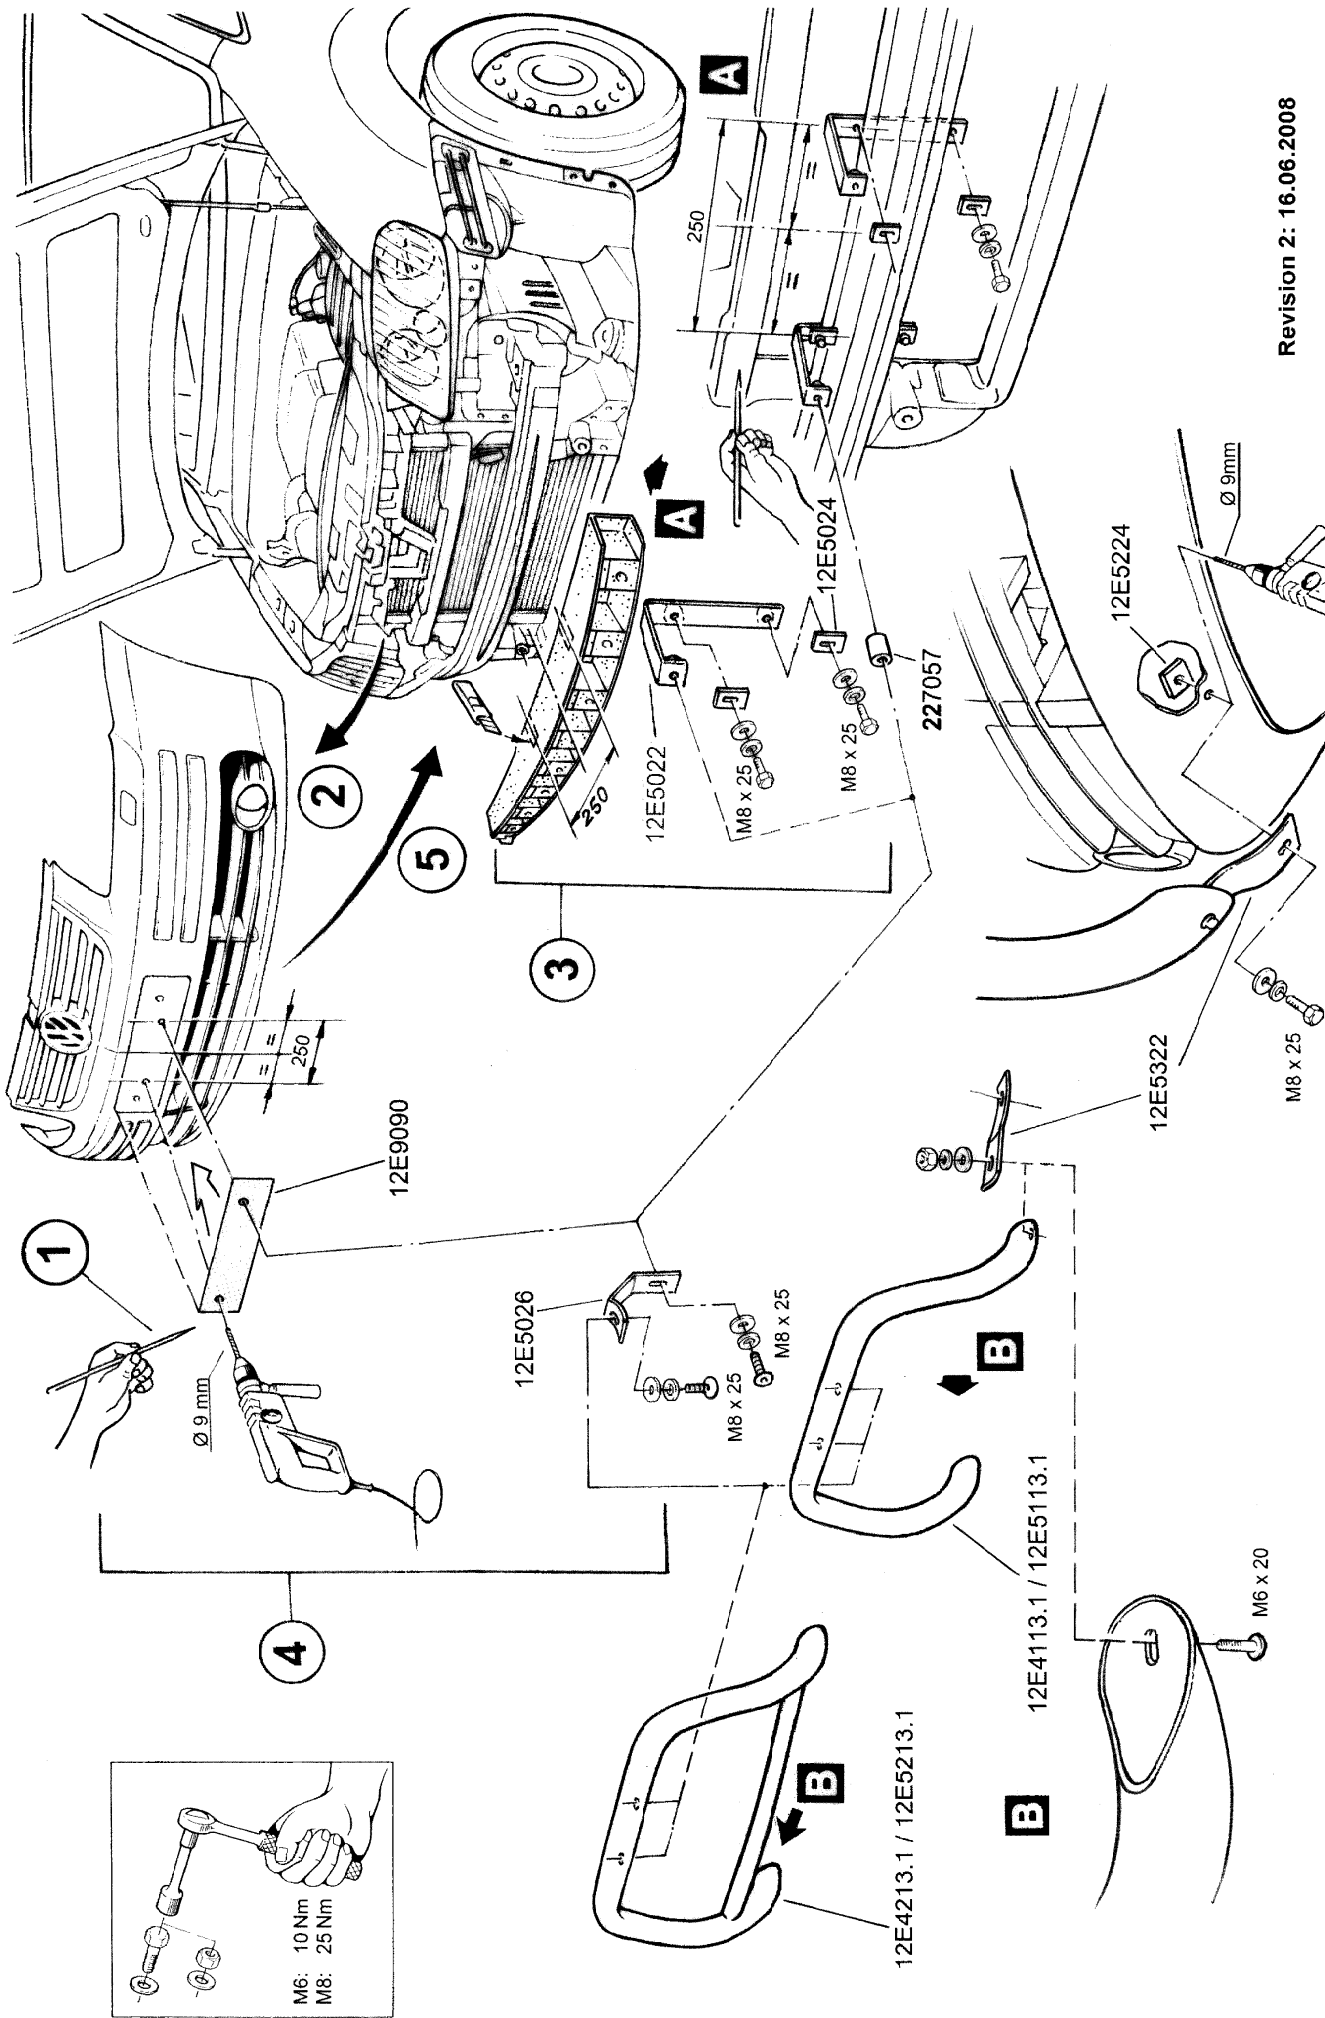 M6: 10 Nm
M8: 25 Nm
4
1
Ø 9 mm
12E9090
= =
250
2
5
3
250
12E5022
M8 x 25
M8 x 25
12E5024
227057
A
A
250
= =
12E5026
M8 x 25
M8 x 25
12E4213.1 / 12E5213.1
B
12E4113.1 / 12E5113.1
B
B
M6 x 20
12E5322
M8 x 25
12E5224
Ø 9mm
Revision 2: 16.06.2008